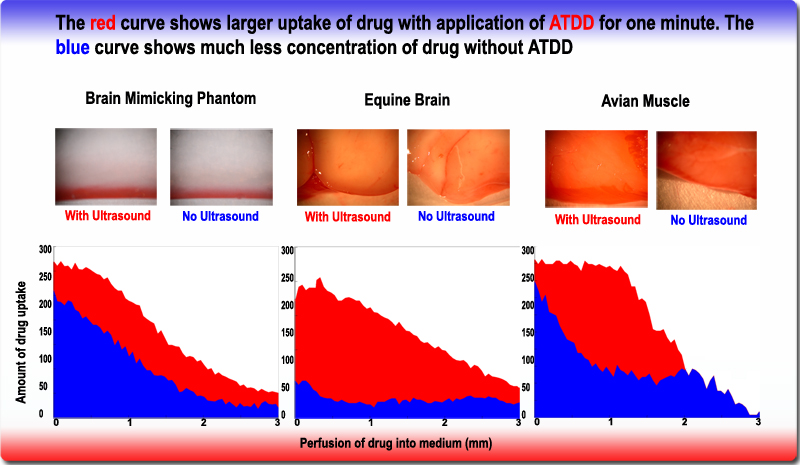 The red curve shows larger uptake of drug with application of ATDD for one minute. The
blue curve shows much less concentration of drug without ATDD
Brain Mimicking Phantom
Equine Brain
Avian Muscle
With Ultrasound
No Ultrasound
With Ultrasound
No Ultrasound
With Ultrasound
No Ultrasound
Amount of drug uptake
300
250
200
150
100
50
0
0 1 2 3
300
250
200
150
100
50
0
0 1 2 3
300
250
200
150
100
50
0
0 1 2 3
Perfusion of drug into medium (mm)